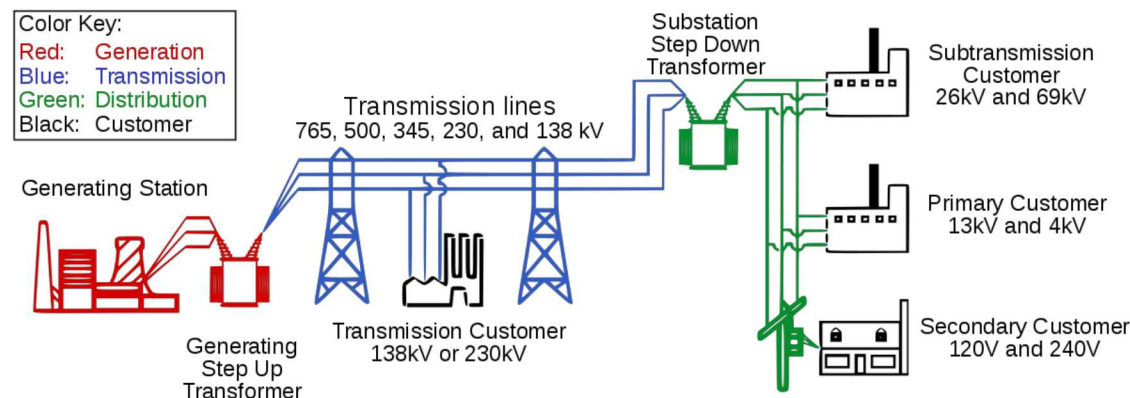 Color Key:
Red: Generation
Blue: Transmission
Green: Distribution
Black: Customer
Generating Station
Generating
Step Up
Transformer
Transmission lines
765, 500, 345, 230, and 138 kV
Transmission Customer
138kV or 230kV
Substation
Step Down
Transformer
Subtransmission
Customer
26kV and 69kV
Primary Customer
13kV and 4kV
Secondary Customer
120V and 240V